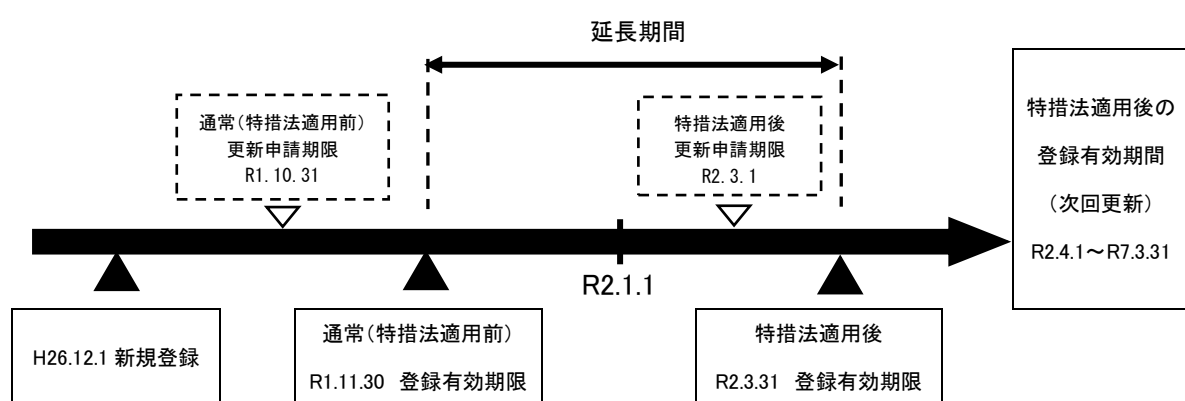 延長期間
通常(特措法適用前)
更新申請期限
R1.10.31
特措法適用後
更新申請期限
R2.3.1
特措法適用後の
登録有効期間
(次回更新)
R2.4.1～R7.3.31
R2.1.1
H26.12.1 新規登録
通常(特措法適用前)
R1.11.30 登録有効期限
特措法適用後
R2.3.31 登録有効期限